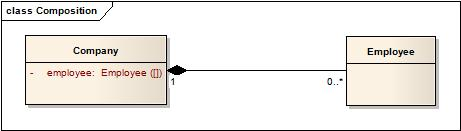 class Composition
Company
- employee: Employee ([])
Employee
1
0..*